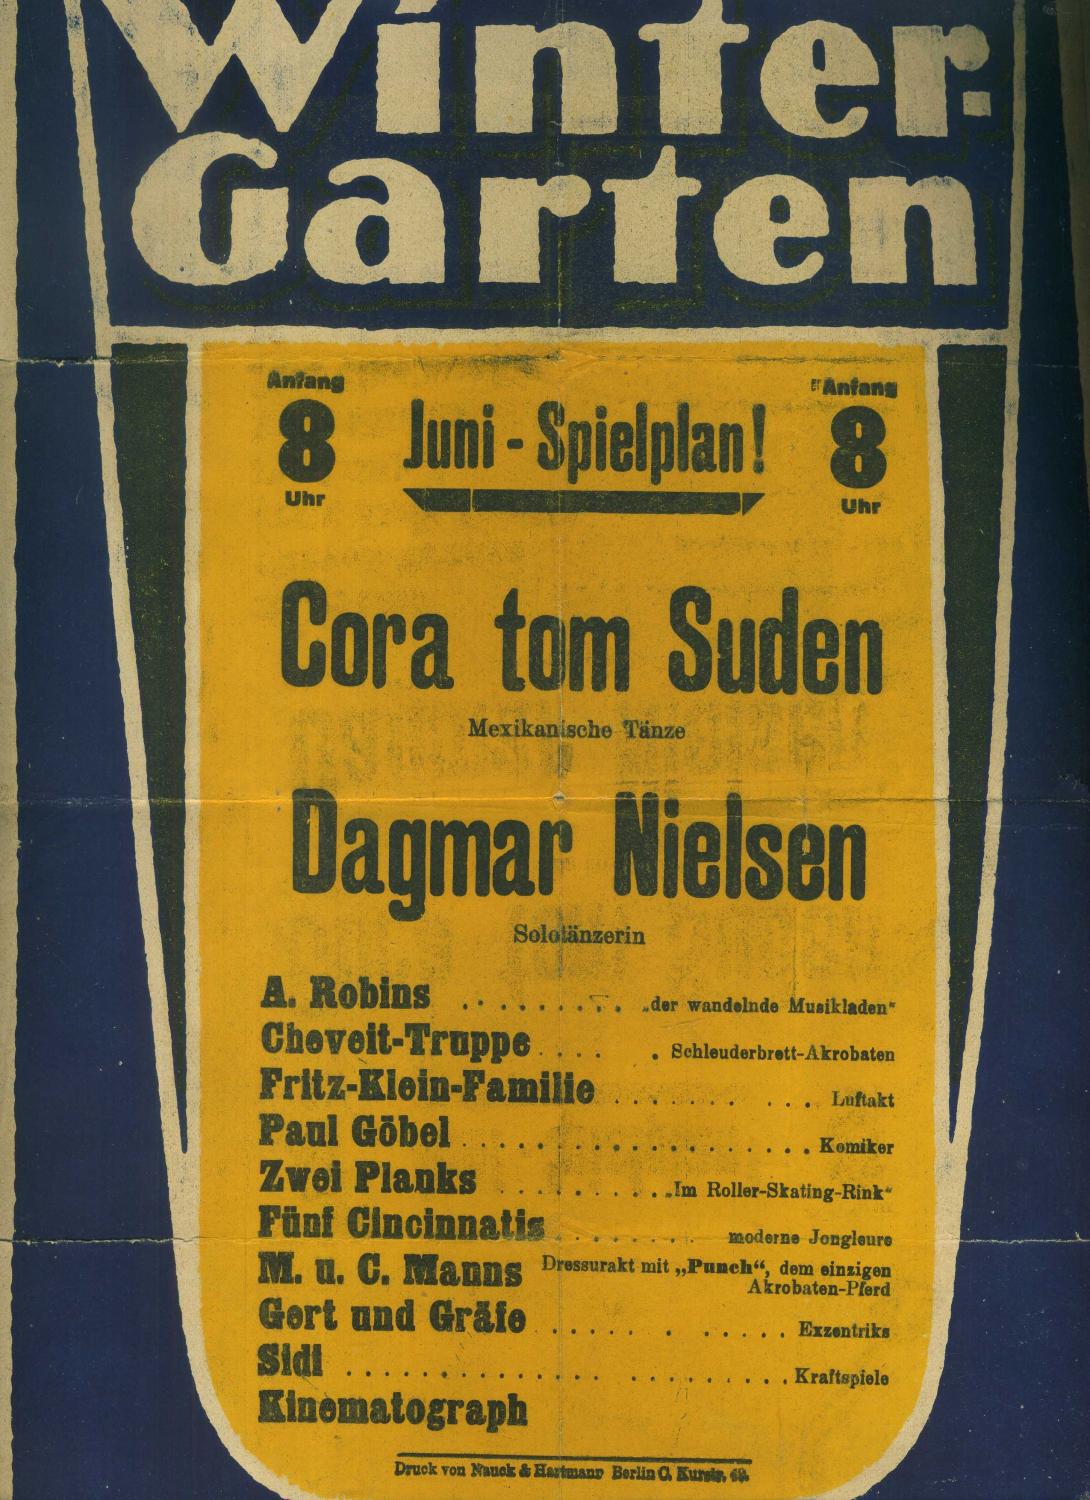 Winter-
Garten
Anfang
8
Uhr
Juni-Spielplan!
Anfang
8
Uhr
Cora tom Suden
Mexikanische Tänze
Dagmar Nielsen
Solotänzerin
A. Robins . . . . . . . . . „der wandelnde Musikladen“
Cheveit-Truppe . . . . . Schleuderbrett-Akrobaten
Fritz-Klein-Familie . . . . . . . . . Luftakt
Paul Göbel . . . . . . . . . . . . . . . . . . Komiker
Zwei Planks . . . . . . . . . „Im Roller-Skating-Rink“
Fünf Cincinnatis . . . . . . . . moderne Jongleure
M. u. C. Manns Dressurakt mit „Punch“, dem einzigen
Akrobaten-Pferd
Gert und Gräfe . . . . . . . . . . . Exzentriks
Sidi . . . . . . . . . . . . . . . . . . . . . . Kraftspiele
Kinematograph
Druck von Nauck & Hartmann Berlin C. Kurstr. 49.